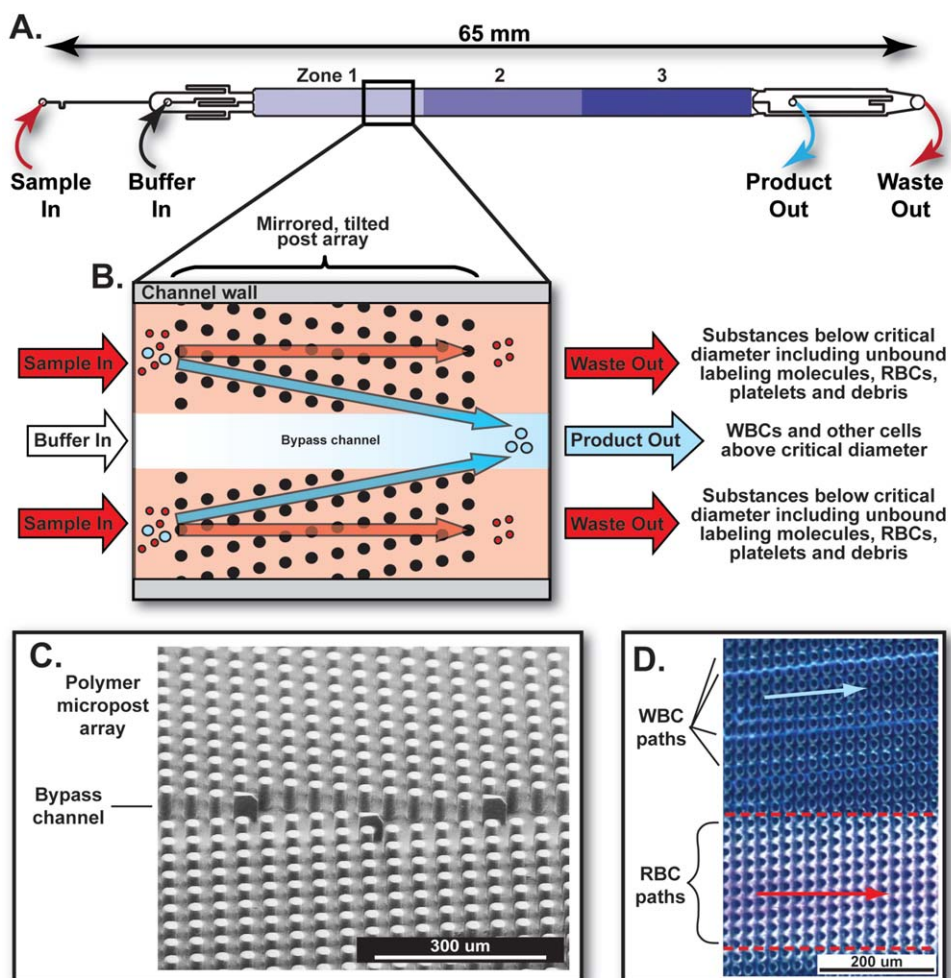 A.
65 mm
Zone 1
2
3
Sample
In
Buffer
In
Product
Out
Waste
Out
Mirrored, tilted
post array
B.
Channel wall
Sample In
Waste Out
Substances below critical
diameter including unbound
labeling molecules, RBCs,
platelets and debris
Buffer In
Bypass channel
Product Out
WBCs and other cells
above critical diameter
Sample In
Waste Out
Substances below critical
diameter including unbound
labeling molecules, RBCs,
platelets and debris
C.
Polymer
micropost
array
Bypass
channel
300 um
D.
WBC
paths
RBC
paths
200 um